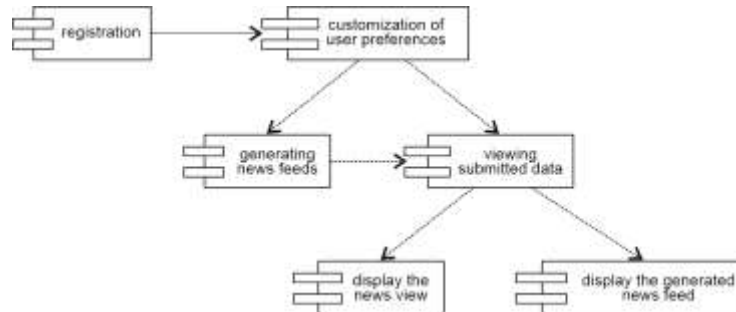 registration
customization of
user preferences
generating
news feeds
viewing
submitted data
display the
news view
display the generated
news feed